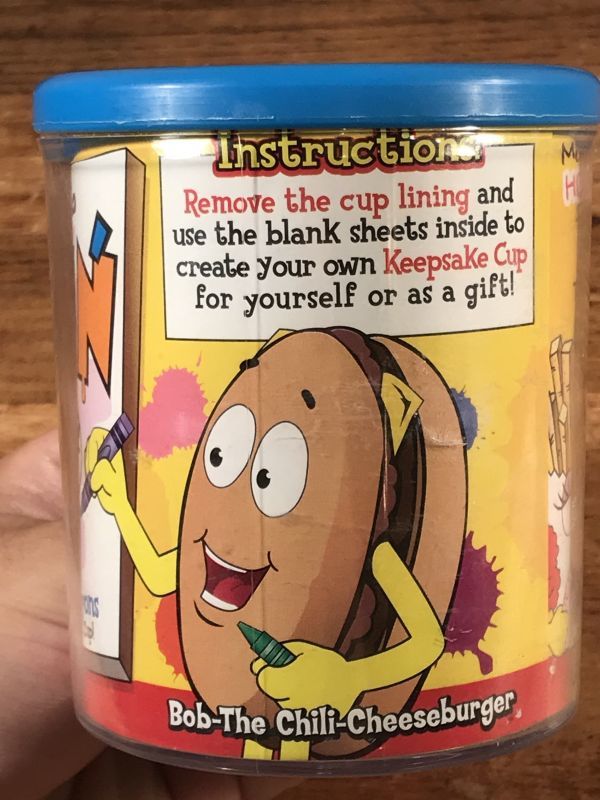 Instructions
Remove the cup lining and
use the blank sheets inside to
create your own Keepsake Cup
for yourself or as a gift!
N
ons
Bob-The Chili-Cheeseburger